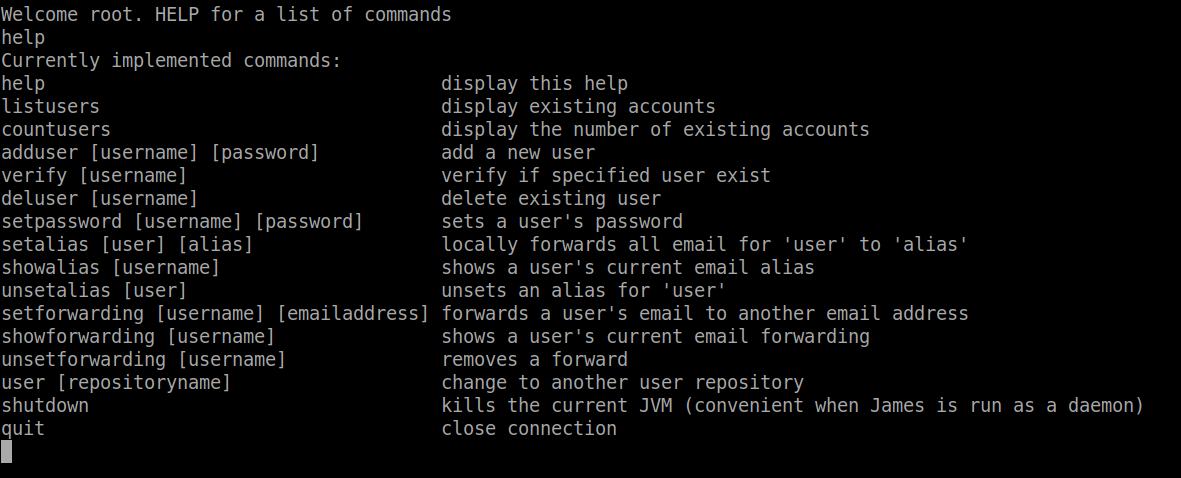 Welcome root. HELP for a list of commands
help
Currently implemented commands:
help                                    display this help
listusers                               display existing accounts
countusers                              display the number of existing accounts
adduser [username] [password]           add a new user
verify [username]                       verify if specified user exist
deluser [username]                      delete existing user
setpassword [username] [password]       sets a user's password
setalias [user] [alias]                 locally forwards all email for 'user' to 'alias'
showalias [username]                    shows a user's current email alias
unsetalias [user]                       unsets an alias for 'user'
setforwarding [username] [emailaddress] forwards a user's email to another email address
showforwarding [username]               shows a user's current email forwarding
unsetforwarding [username]              removes a forward
user [repositoryname]                   change to another user repository
shutdown                                kills the current JVM (convenient when James is run as a daemon)
quit                                    close connection